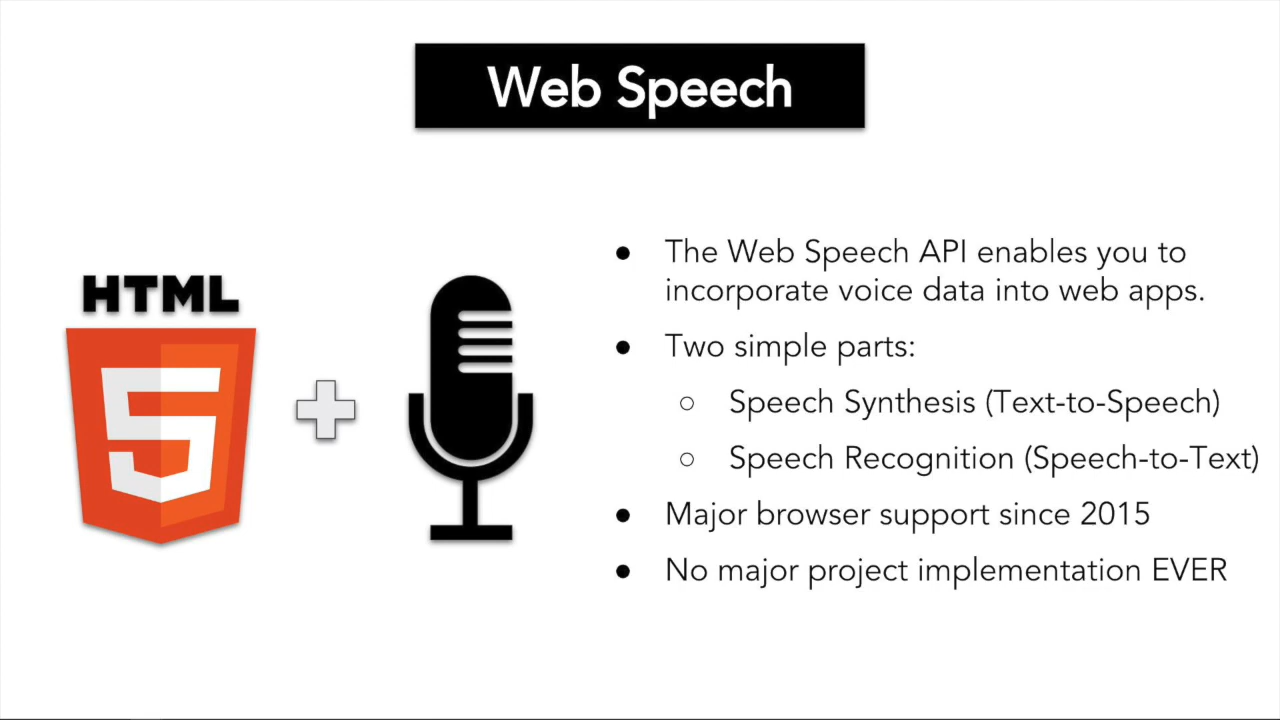 Web Speech
HTML
5
● The Web Speech API enables you to
incorporate voice data into web apps.
● Two simple parts:
○ Speech Synthesis (Text-to-Speech)
○ Speech Recognition (Speech-to-Text)
● Major browser support since 2015
● No major project implementation EVER